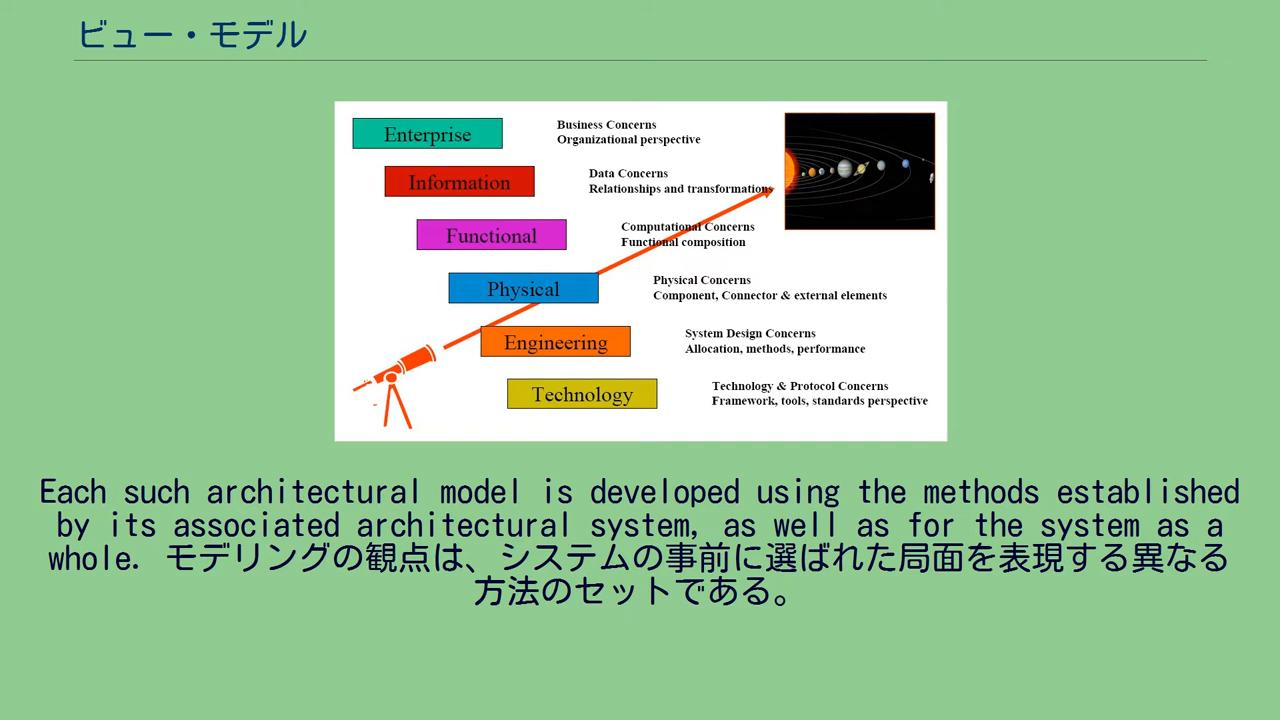 ビュー・モデル
Enterprise
Business Concerns
Organizational perspective
Information
Data Concerns
Relationships and transformations
Functional
Computational Concerns
Functional composition
Physical
Physical Concerns
Component, Connector & external elements
Engineering
System Design Concerns
Allocation, methods, performance
Technology
Technology & Protocol Concerns
Framework, tools, standards perspective
Each such architectural model is developed using the methods established
by its associated architectural system, as well as for the system as a
whole. モデリングの観点は、システムの事前に選ばれた局面を表現する異なる
方法のセットである。